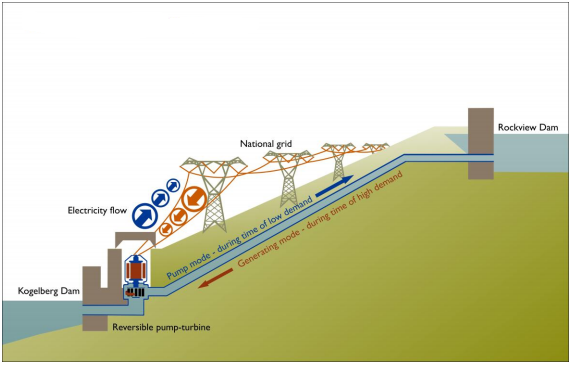 Rockview Dam
National grid
Electricity flow
Pump mode - during time of low demand
Generating mode - during time of high demand
Kogelberg Dam
Reversible pump-turbine